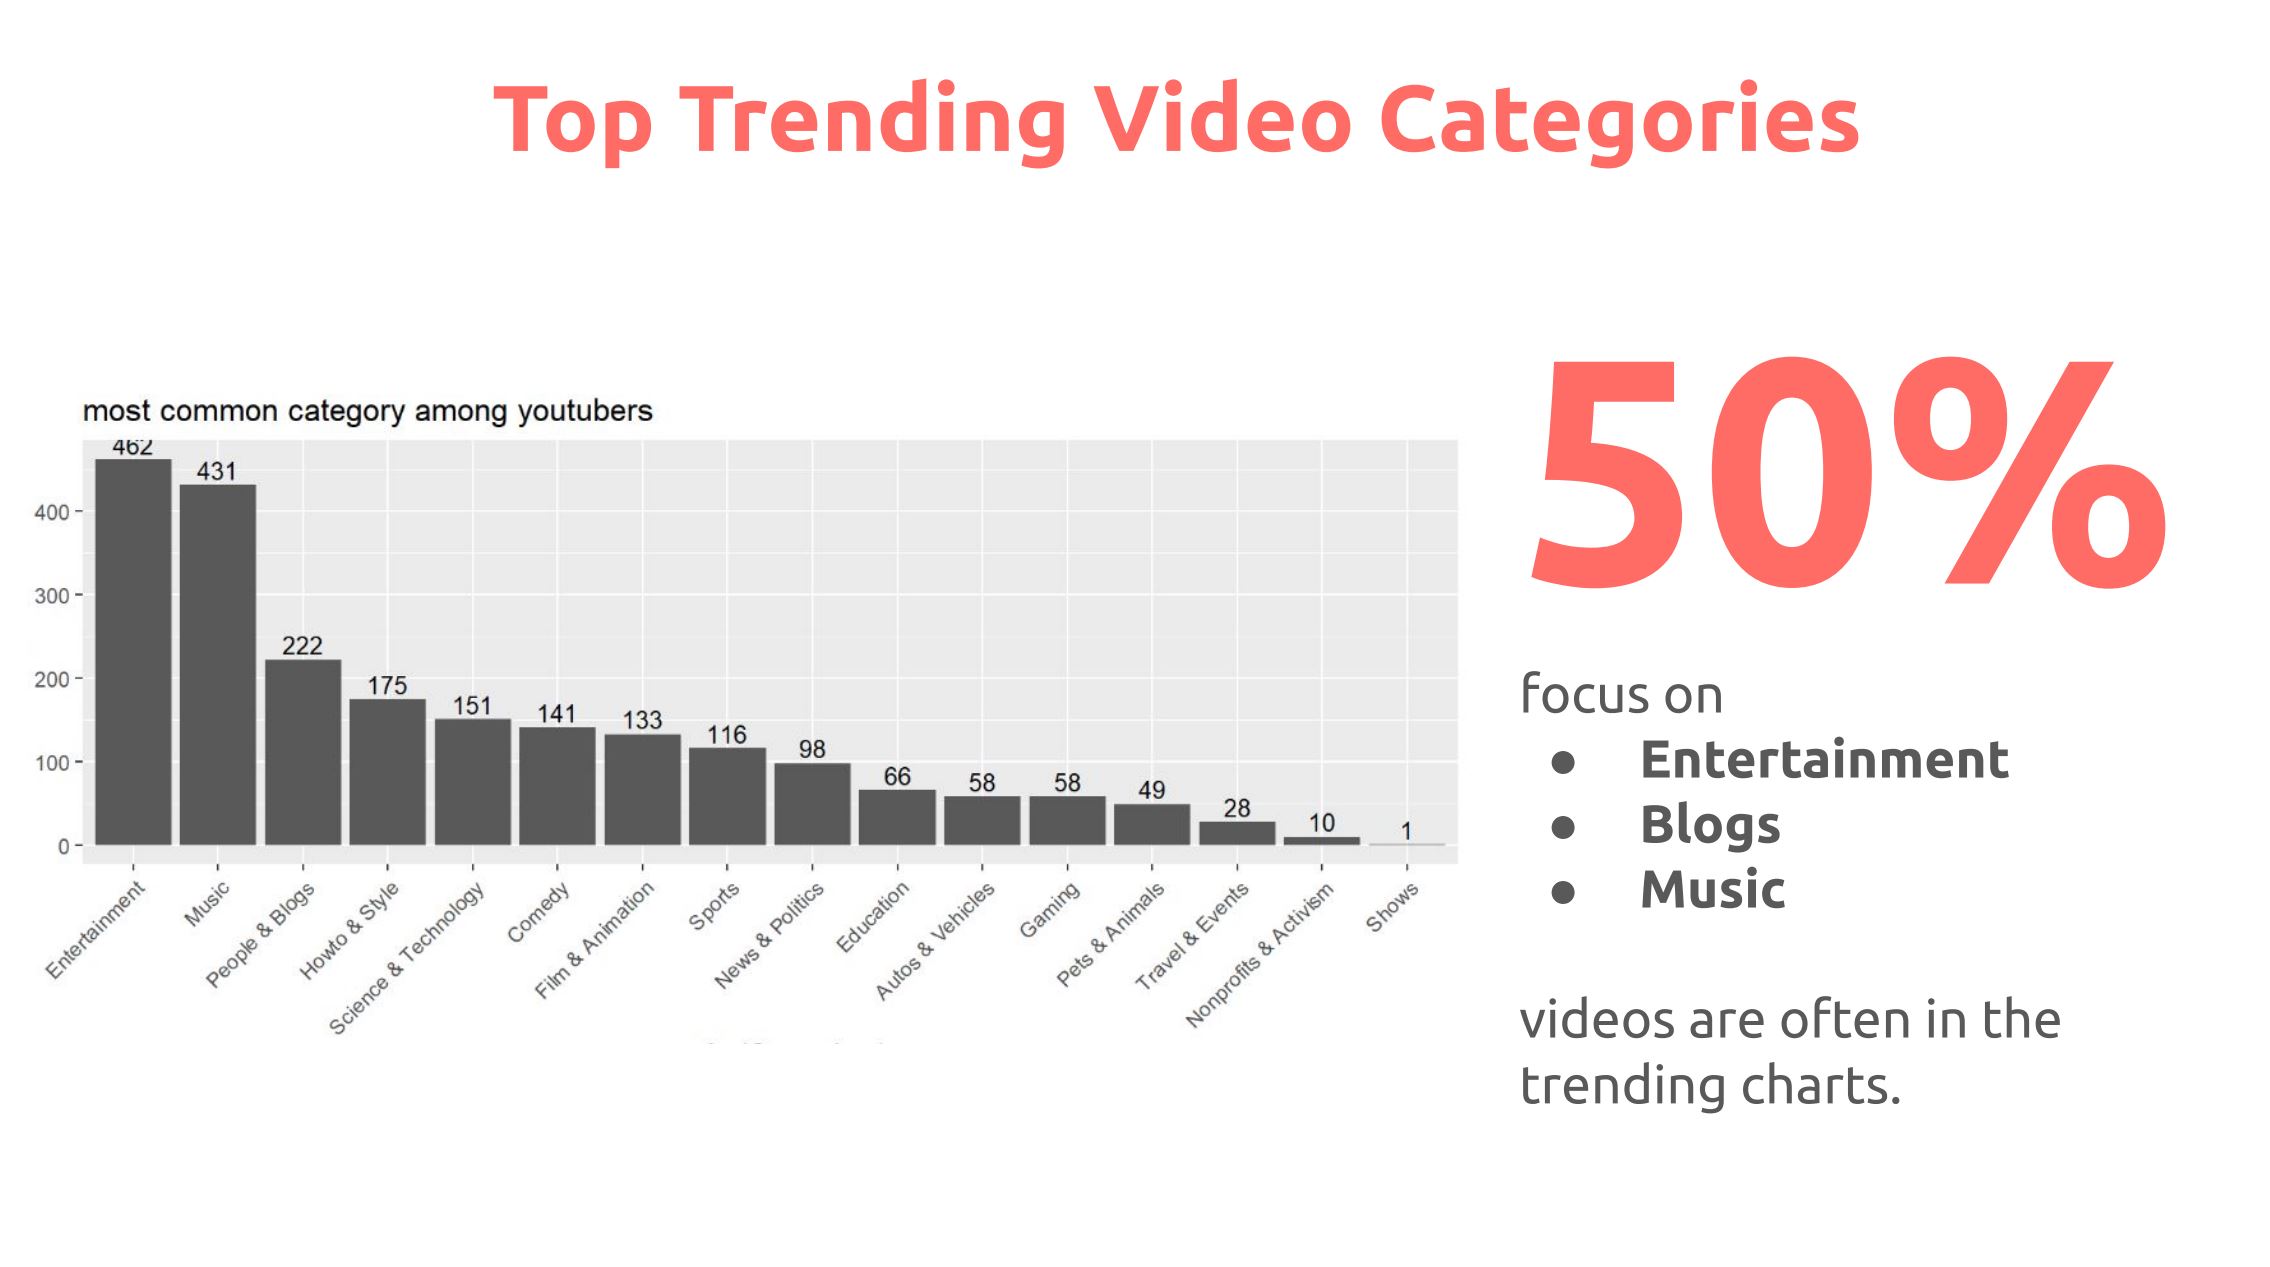 Top Trending Video Categories
most common category among youtubers
462
431
222
175
151
141
133
116
98
66
58
58
49
28
10
1
400
300
200
100
0
Entertainment
Music
People & Blogs
Howto & Style
Science & Technology
Comedy
Film & Animation
Sports
News & Politics
Education
Autos & Vehicles
Gaming
Pets & Animals
Travel & Events
Nonprofits & Activism
Shows
50%
focus on
● Entertainment
● Blogs
● Music
videos are often in the
trending charts.